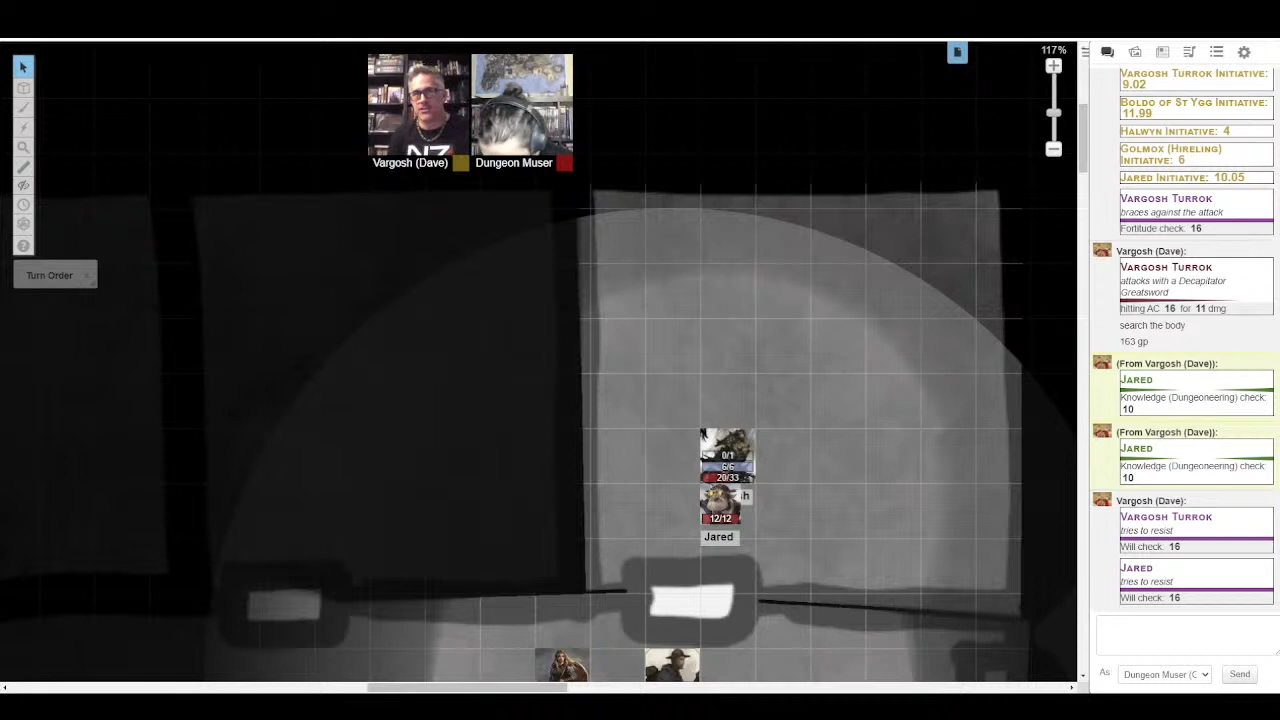 117%
Vargosh (Dave)
Dungeon Muser
Turn Order
0/1
6/6
20/33
12/12
Jared
VARGOSH TURROK INITIATIVE:
9.02
BOLDO OF ST YGG INITIATIVE:
11.99
HALWYN INITIATIVE: 4
GOLMOX (HIRELING)
INITIATIVE: 6
JARED INITIATIVE: 10.05
VARGOSH TURROK
braces against the attack
Fortitude check: 16
Vargosh (Dave):
VARGOSH TURROK
attacks with a Decapitator
Greatsword
hitting AC 16 for 11 dmg
search the body
163 gp
(From Vargosh (Dave)):
JARED
Knowledge (Dungeoneering) check:
10
(From Vargosh (Dave)):
JARED
Knowledge (Dungeoneering) check:
10
Vargosh (Dave):
VARGOSH TURROK
tries to resist
Will check: 16
JARED
tries to resist
Will check: 16
As:
Dungeon Muser (C
Send